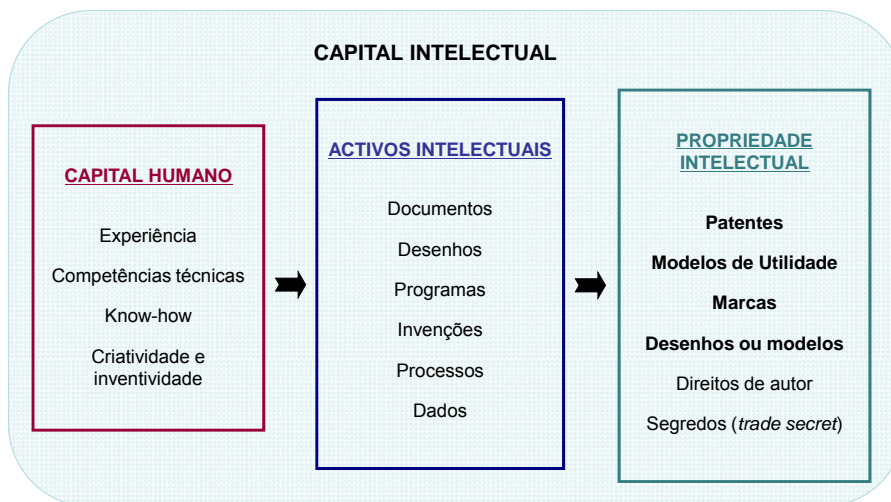 CAPITAL INTELECTUAL
CAPITAL HUMANO
Experiência
Competências técnicas
Know-how
Criatividade e
inventividade
ACTIVOS INTELECTUAIS
Documentos
Desenhos
Programas
Invenções
Processos
Dados
PROPRIEDADE
INTELECTUAL
Patentes
Modelos de Utilidade
Marcas
Desenhos ou modelos
Direitos de autor
Segredos (trade secret)